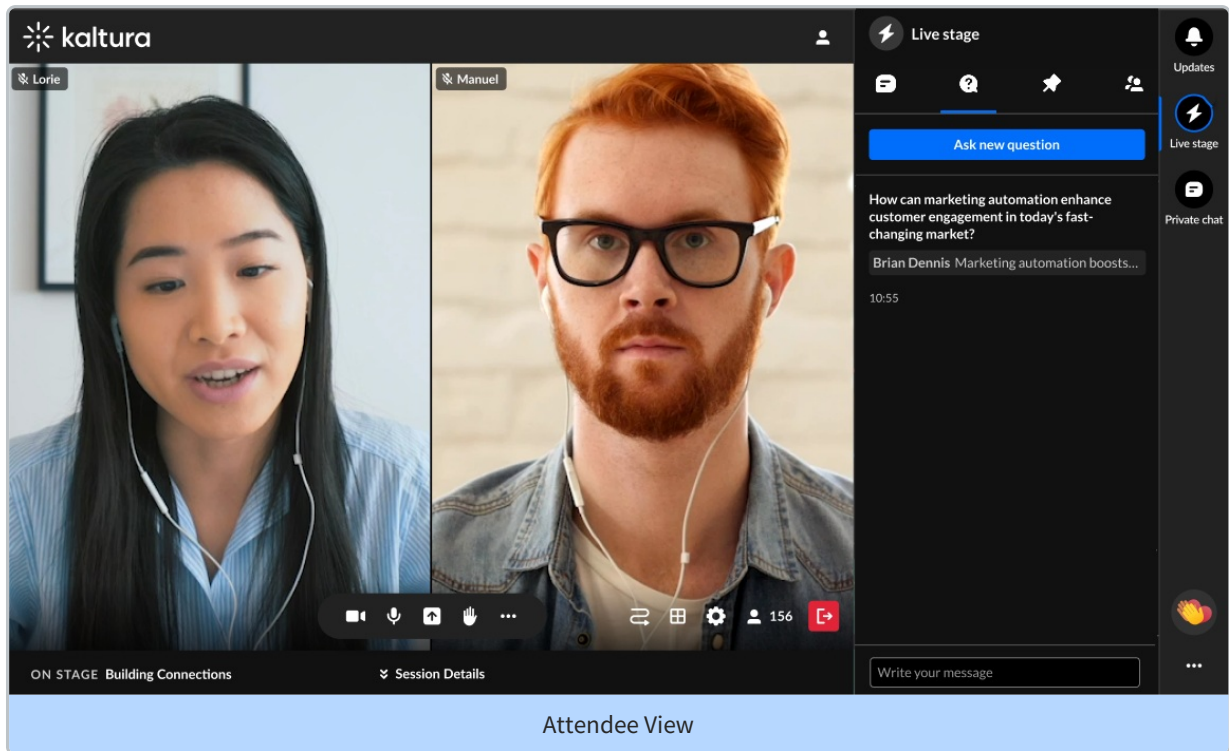 kaltura
Lorie
Manuel
156
ON STAGE Building Connections
Session Details
Live stage
Ask new question
How can marketing automation enhance
customer engagement in today's fast-
changing market?
Brian Dennis Marketing automation boosts...
10:55
Write your message
Updates
Live stage
Private chat
Attendee View